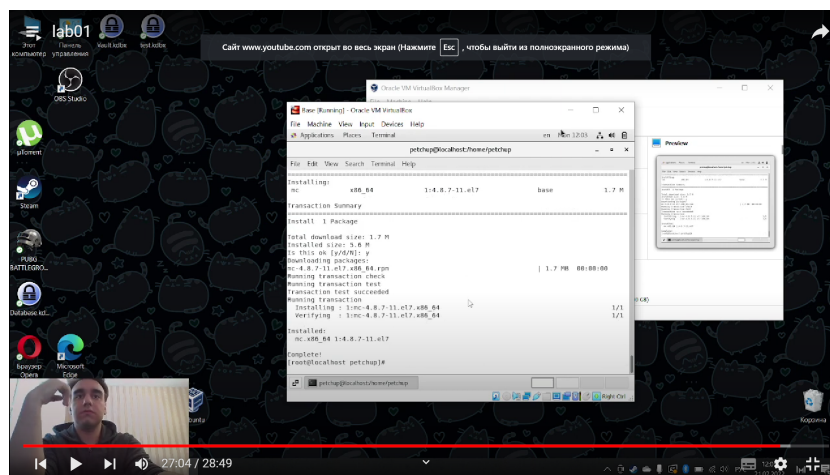 lab01
Этот компьютер
Панель управления
Vault.kdbx
test.kdbx
Сайт www.youtube.com открыт во весь экран (Нажмите Esc , чтобы выйти из полноэкранного режима)
OBS Studio
µTorrent
Steam
PUBG
BATTLEGRO...
Database.kd...
Браузер Opera
Microsoft Edge
Корзина
Oracle VM VirtualBox Manager
Preview
Base [Running] - Oracle VM VirtualBox
File Machine View Input Devices Help
Applications Places Terminal
en
12:03
petchup@localhost:/home/petchup
File Edit View Search Terminal Help
Installing:
mc x86_64 1:4.8.7-11.el7 base 1.7 M
Transaction Summary
Install 1 Package
Total download size: 1.7 M
Installed size: 5.6 M
Is this ok [y/d/N]: y
Downloading packages:
mc-4.8.7-11.el7.x86_64.rpm | 1.7 MB 00:00:00
Running transaction check
Running transaction test
Transaction test succeeded
Running transaction
Installing : 1:mc-4.8.7-11.el7.x86_64 1/1
Verifying : 1:mc-4.8.7-11.el7.x86_64 1/1
Installed:
mc.x86_64 1:4.8.7-11.el7
Complete!
[root@localhost petchup]#
petchup@localhost:/home/petchup
Right Ctrl
27:04 / 28:49